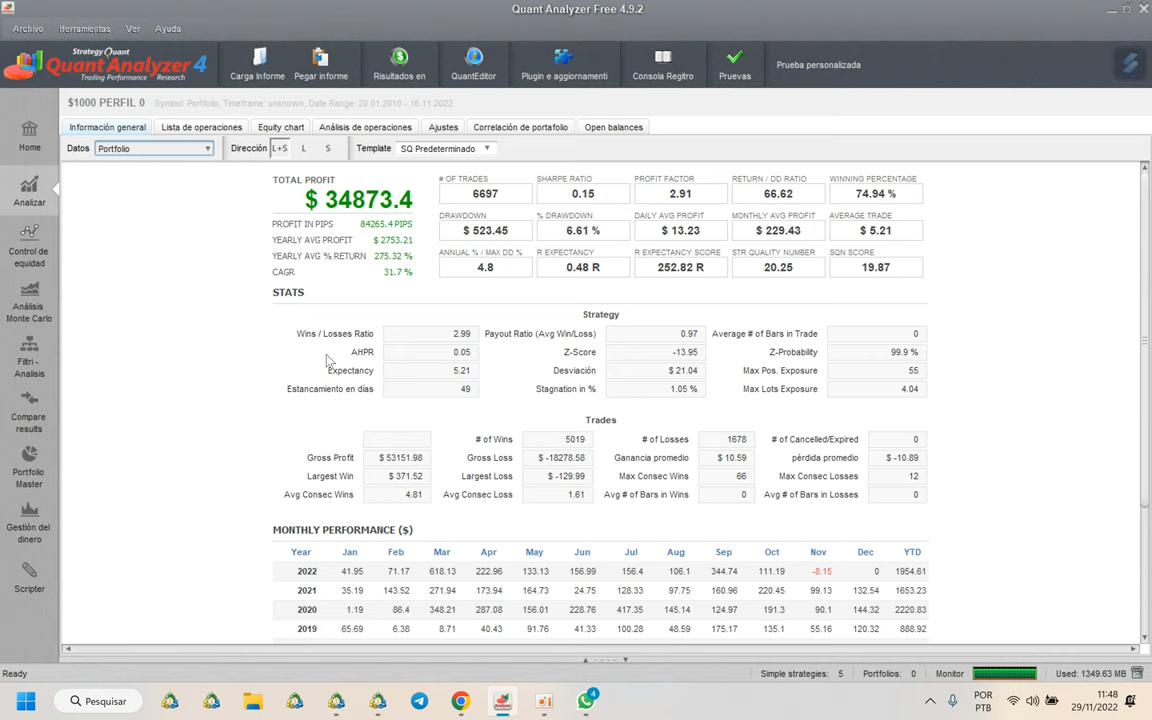 Quant Analyzer Free 4.9.2
Archivo Herramientas Ver Ayuda
Strategy Quant
Quant Analyzer 4
Trading Performance Research
Carga Informe Pegar informe Risultados en QuantEditor Plugin e aggiornamenti Consola Regitro Pruevas Prueba personalizada
$1000 PERFIL 0 Symbol: Portfolio, Timeframe: unknown, Date Range: 20.01.2010 - 16.11.2022
Información general Lista de operaciones Equity chart Análisis de operaciones Ajustes Correlación de portafolio Open balances
Datos Portfolio Dirección L+S L S Template SQ Predeterminado
Home
Analizar
Control de equidad
Análisis Monte Carlo
Filtri - Analisis
Compare results
Portfolio Master
Gestión del dinero
Scripter
TOTAL PROFIT
$ 34873.4
PROFIT IN PIPS 84265.4 PIPS
YEARLY AVG PROFIT $ 2753.21
YEARLY AVG % RETURN 275.32 %
CAGR 31.7 %
# OF TRADES SHARPE RATIO PROFIT FACTOR RETURN / DD RATIO WINNING PERCENTAGE
6697 0.15 2.91 66.62 74.94 %
DRAWDOWN % DRAWDOWN DAILY AVG PROFIT MONTHLY AVG PROFIT AVERAGE TRADE
$ 523.45 6.61 % $ 13.23 $ 229.43 $ 5.21
ANNUAL % / MAX DD % R EXPECTANCY R EXPECTANCY SCORE STR QUALITY NUMBER SQN SCORE
4.8 0.48 R 252.82 R 20.25 19.87
STATS
Strategy
Wins / Losses Ratio 2.99 Payout Ratio (Avg Win/Loss) 0.97 Average # of Bars in Trade 0
AHPR 0.05 Z-Score -13.95 Z-Probability 99.9 %
Expectancy 5.21 Desviación $ 21.04 Max Pos. Exposure 55
Estancamiento en días 49 Stagnation in % 1.05 % Max Lots Exposure 4.04
Trades
# of Wins 5019 # of Losses 1678 # of Cancelled/Expired 0
Gross Profit $ 53151.98 Gross Loss $ -18278.58 Ganancia promedio $ 10.59 pérdida promedio $ -10.89
Largest Win $ 371.52 Largest Loss $ -129.99 Max Consec Wins 66 Max Consec Losses 12
Avg Consec Wins 4.81 Avg Consec Loss 1.61 Avg # of Bars in Wins 0 Avg # of Bars in Losses 0
MONTHLY PERFORMANCE ($)
Year Jan Feb Mar Apr May Jun Jul Aug Sep Oct Nov Dec YTD
2022 41.95 71.17 618.13 222.96 133.13 156.99 156.4 106.1 344.74 111.19 -8.15 0 1954.61
2021 35.19 143.52 271.94 173.94 164.73 24.75 128.33 97.75 160.96 220.45 99.13 132.54 1653.23
2020 1.19 86.4 348.21 287.08 156.01 228.76 417.35 145.14 124.97 191.3 90.1 144.32 2220.83
2019 65.69 6.38 8.71 40.43 91.76 41.33 100.28 48.59 175.17 135.1 55.16 120.32 888.92
Ready Simple strategies: 5 Portfolios: 0 Monitor Used: 1349.63 MB
Pesquisar 4 POR PTB 11:48 29/11/2022